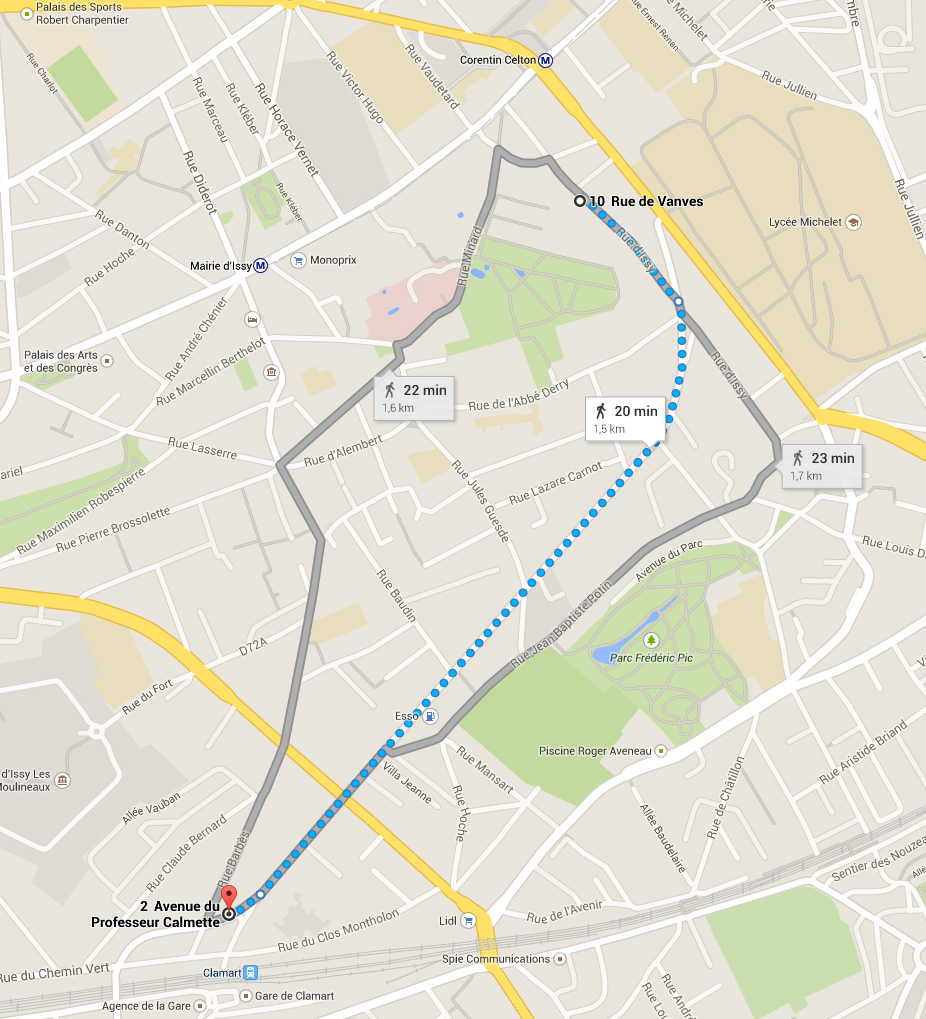 Palais des Sports
Robert Charpentier
Rue Charlot
Rue Marceau
Rue Kléber
Rue Horace Vernet
Rue Victor Hugo
Rue Vaudetard
Corentin Celton
M
Rue Ernest Renan
Michelet
Rue Jullien
Rue Diderot
Rue Kléber
10 Rue de Vanves
Rue Jullien
Lycée Michelet
Rue Danton
Rue Hoche
Mairie d'Issy
M
Monoprix
Rue Minard
Rue d'Issy
Rue André Chénier
Palais des Arts
et des Congrès
Rue Marcellin Berthelot
22 min
1,6 km
Rue de l'Abbé Derry
Rue d'Issy
20 min
1,5 km
Rue Lasserre
Rue d'Alembert
23 min
1,7 km
Rue Maximilien Robespierre
Rue Jules Guesde
Rue Lazare Carnot
Rue Pierre Brossolette
Avenue du Parc
Rue Louis D
Rue Baudin
Rue Jean Baptiste Potin
D72A
Parc Frédéric Pic
Rue du Fort
Esso
Piscine Roger Aveneau
Rue Aristide Briand
d'Issy Les
Moulineaux
Villa Jeanne
Rue Mansart
Rue de Châtillon
Allée Vauban
Rue Hoche
Allée Baudelaire
Rue Claude Bernard
Rue Barbès
Sentier des Nouzea
2 Avenue du
Professeur Calmette
Lidl
Rue de l'Avenir
Rue du Clos Montholon
Spie Communications
Rue du Chemin Vert
Clamart
Gare de Clamart
Agence de la Gare